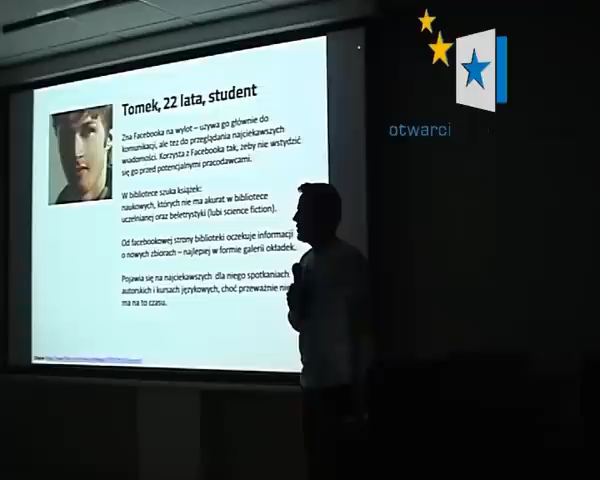 Tomek, 22 lata, student
Zna Facebooka na wylot – używa go głównie do
komunikacji, ale też do przeglądania najciekawszych
wiadomości. Korzysta z Facebooka tak, żeby nie wstydzić
się go przed potencjalnymi pracodawcami.
W bibliotece szuka książek:
naukowych, których nie ma akurat w bibliotece
uczelnianej oraz beletrystyki (lubi science fiction).
Od facebookowej strony biblioteki oczekuje informacji
o nowych zbiorach – najlepiej w formie galerii okładek.
Pojawia się na najciekawszych dla niego spotkaniach
autorskich i kursach językowych, choć przeważnie nie
ma na to czasu.
otwarci